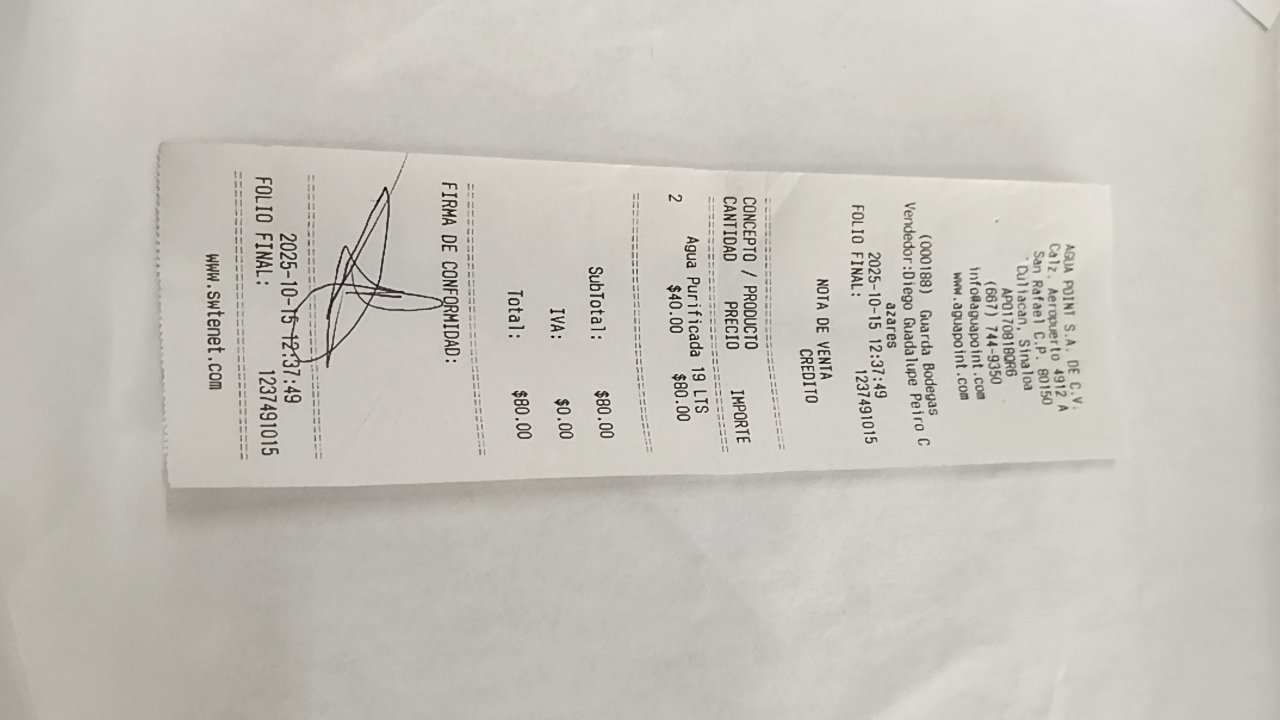 AGUA POINT S.A. DE C.V.
Calz. Aeropuerto 4912 A
San Rafael C.P. 80150
Culiacan, Sinaloa
APO170818QR6
(667) 744-9350
info@aguapoint.com
www.aguapoint.com
(000188) Guarda Bodegas
Vendedor:Diego Guadalupe Peiro C
azares
2025-10-15 12:37:49
FOLIO FINAL: 1237491015
NOTA DE VENTA
CREDITO
CONCEPTO / PRODUCTO
CANTIDAD PRECIO IMPORTE
Agua Purificada 19 LTS
2 $40.00 $80.00
SubTotal: $80.00
IVA: $0.00
Total: $80.00
FIRMA DE CONFORMIDAD:
2025-10-15 12:37:49
FOLIO FINAL: 1237491015
www.swtenet.com